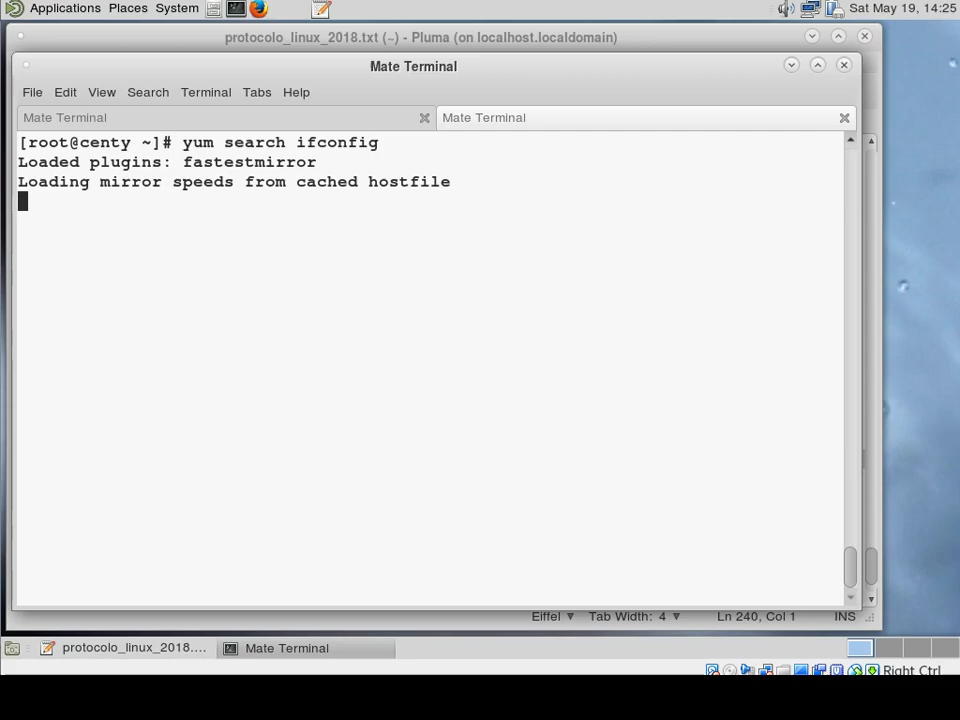 Applications Places System Sat May 19, 14:25
protocolo_linux_2018.txt (~) - Pluma (on localhost.localdomain)
Mate Terminal
File Edit View Search Terminal Tabs Help
Mate Terminal Mate Terminal
[root@centy ~]# yum search ifconfig
Loaded plugins: fastestmirror
Loading mirror speeds from cached hostfile
Eiffel Tab Width: 4 Ln 240, Col 1 INS
protocolo_linux_2018.... Mate Terminal
Right Ctrl